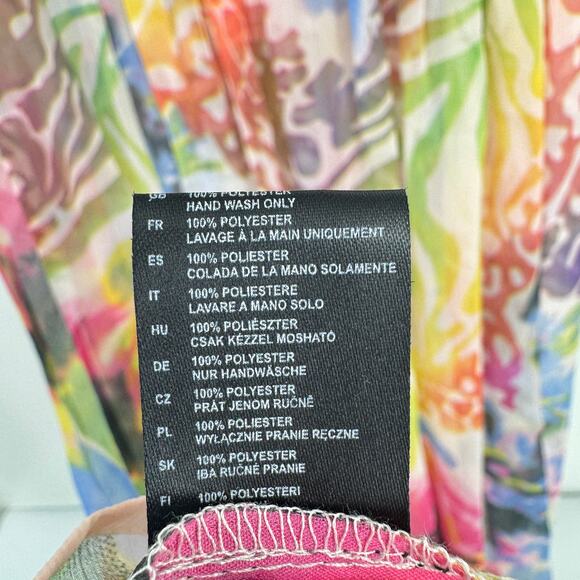 GB 100% POLYESTER
HAND WASH ONLY
FR 100% POLYESTER
LAVAGE À LA MAIN UNIQUEMENT
ES 100% POLIESTER
COLADA DE LA MANO SOLAMENTE
IT 100% POLIESTERE
LAVARE A MANO SOLO
HU 100% POLIÉSZTER
CSAK KÉZZEL MOSHATÓ
DE 100% POLYESTER
NUR HANDWÄSCHE
CZ 100% POLYESTER
PRÁT JENOM RUČNĚ
PL 100% POLIESTER
WYŁĄCZNIE PRANIE RĘCZNE
SK 100% POLYESTER
IBA RUČNÉ PRANIE
FI 100% POLYESTERI